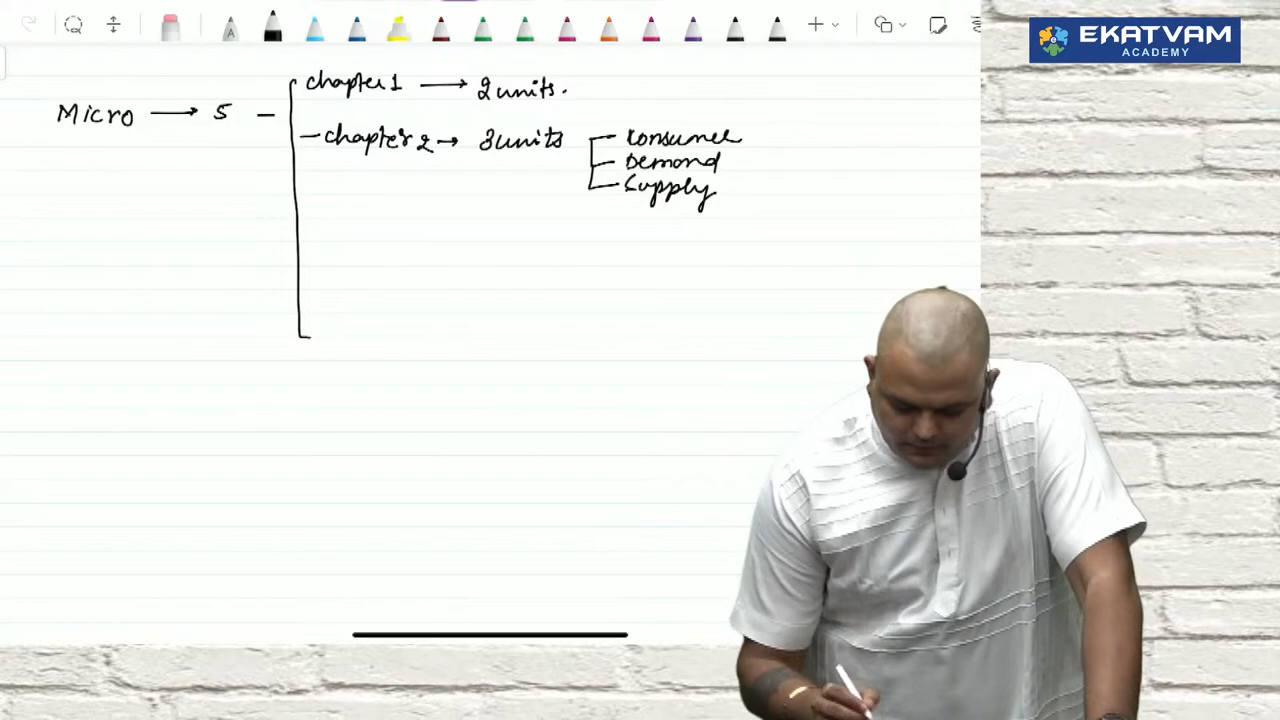 EKATVAM
ACADEMY
chapter 1 → 2 units.
Micro → 5 -
- chapter 2 → 3 units
Consumer
Demand
Supply